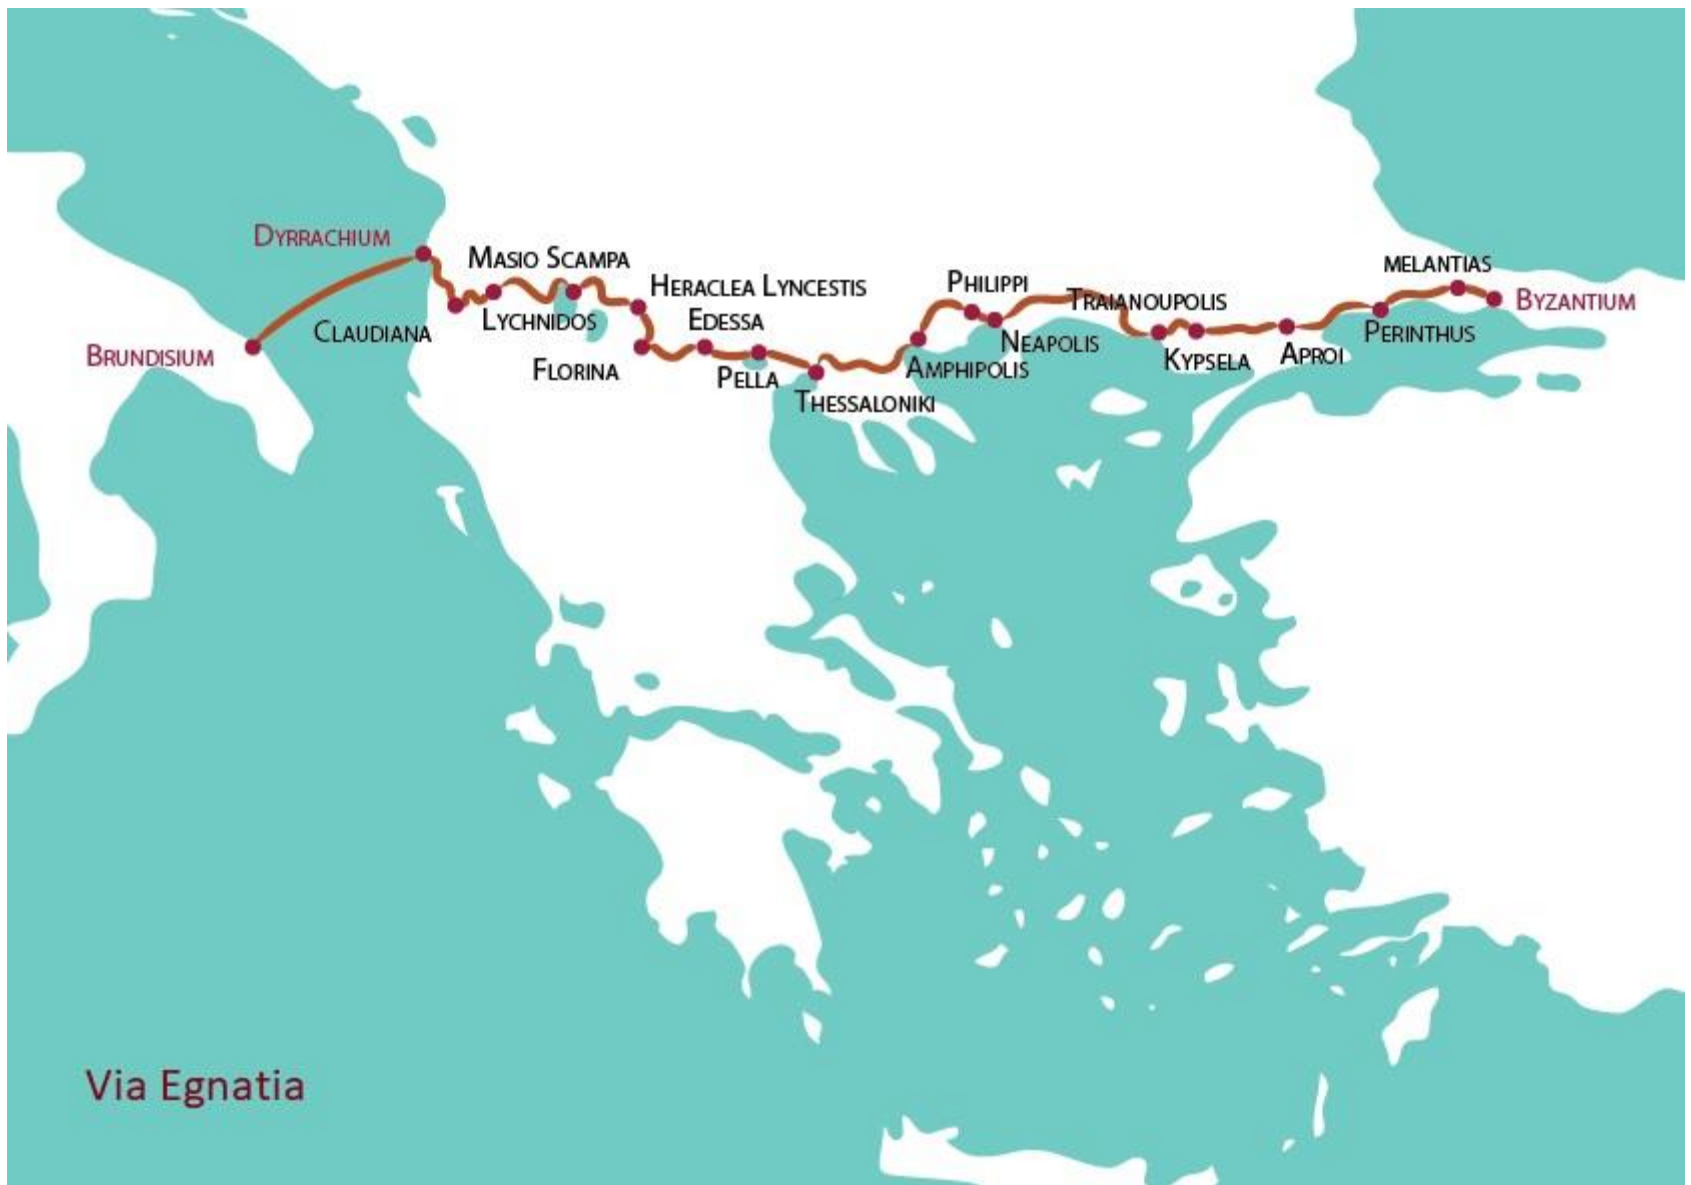 Dyrrachium
Masio Scampa
Melantias
Philippi
Heraclea Lyncestis
Traianoupolis
Byzantium
Lychnidos
Edessa
Claudiana
Perinthus
Neapolis
Brundisium
Aproi
Kypsela
Florina
Amphipolis
Pella
Thessaloniki
Via Egnatia